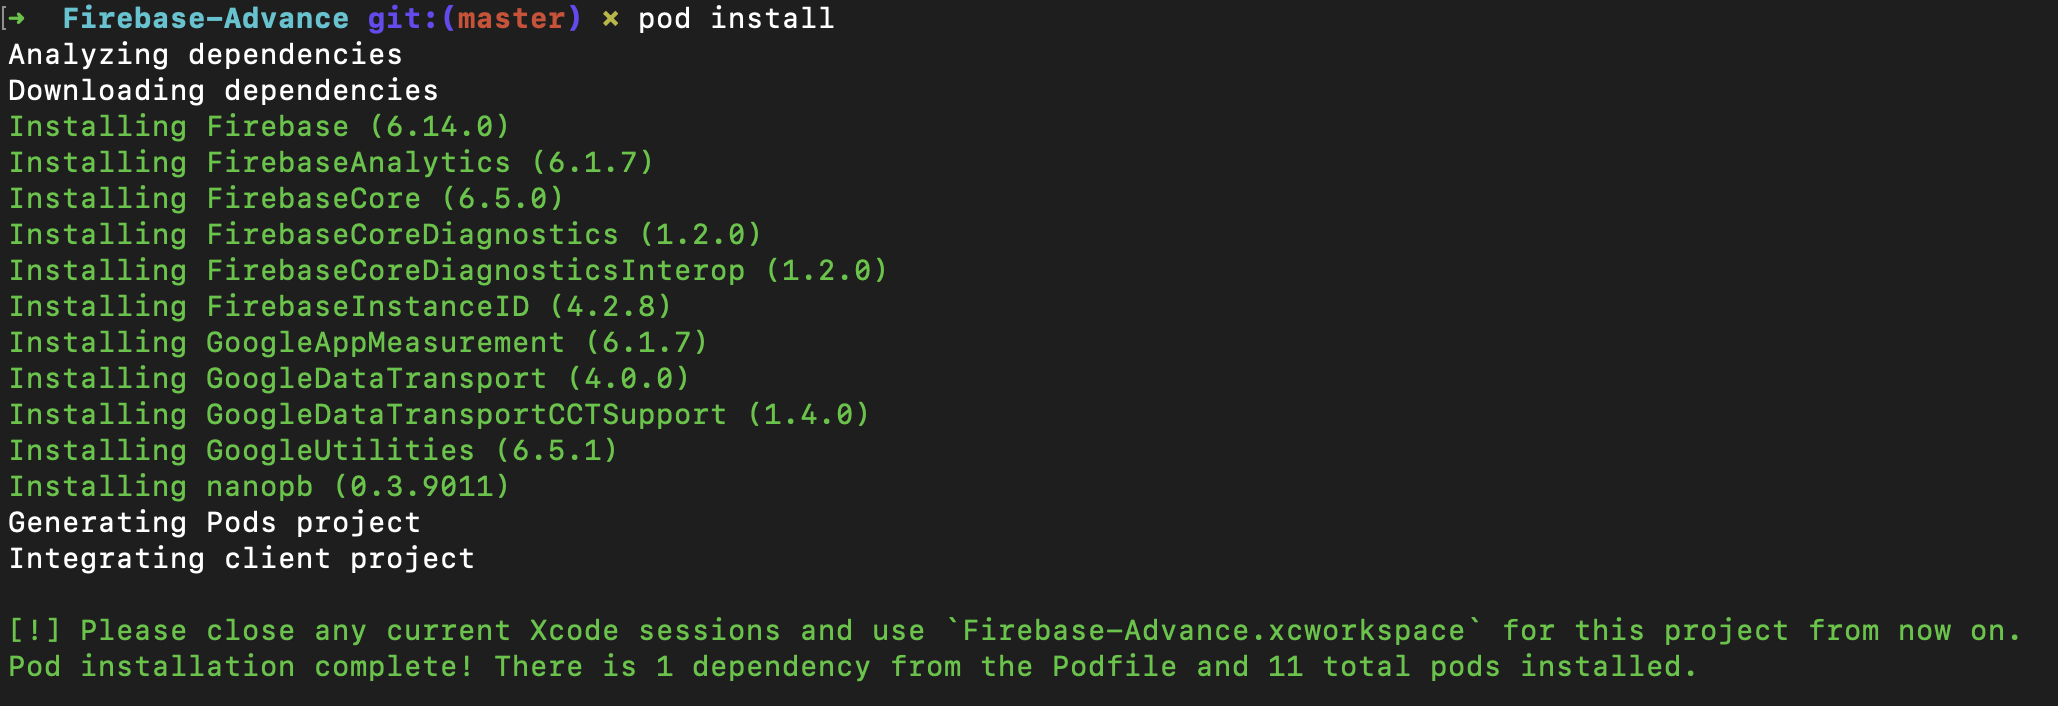 [➜  Firebase-Advance git:(master) ✗ pod install
Analyzing dependencies
Downloading dependencies
Installing Firebase (6.14.0)
Installing FirebaseAnalytics (6.1.7)
Installing FirebaseCore (6.5.0)
Installing FirebaseCoreDiagnostics (1.2.0)
Installing FirebaseCoreDiagnosticsInterop (1.2.0)
Installing FirebaseInstanceID (4.2.8)
Installing GoogleAppMeasurement (6.1.7)
Installing GoogleDataTransport (4.0.0)
Installing GoogleDataTransportCCTSupport (1.4.0)
Installing GoogleUtilities (6.5.1)
Installing nanopb (0.3.9011)
Generating Pods project
Integrating client project
[!] Please close any current Xcode sessions and use `Firebase-Advance.xcworkspace` for this project from now on.
Pod installation complete! There is 1 dependency from the Podfile and 11 total pods installed.